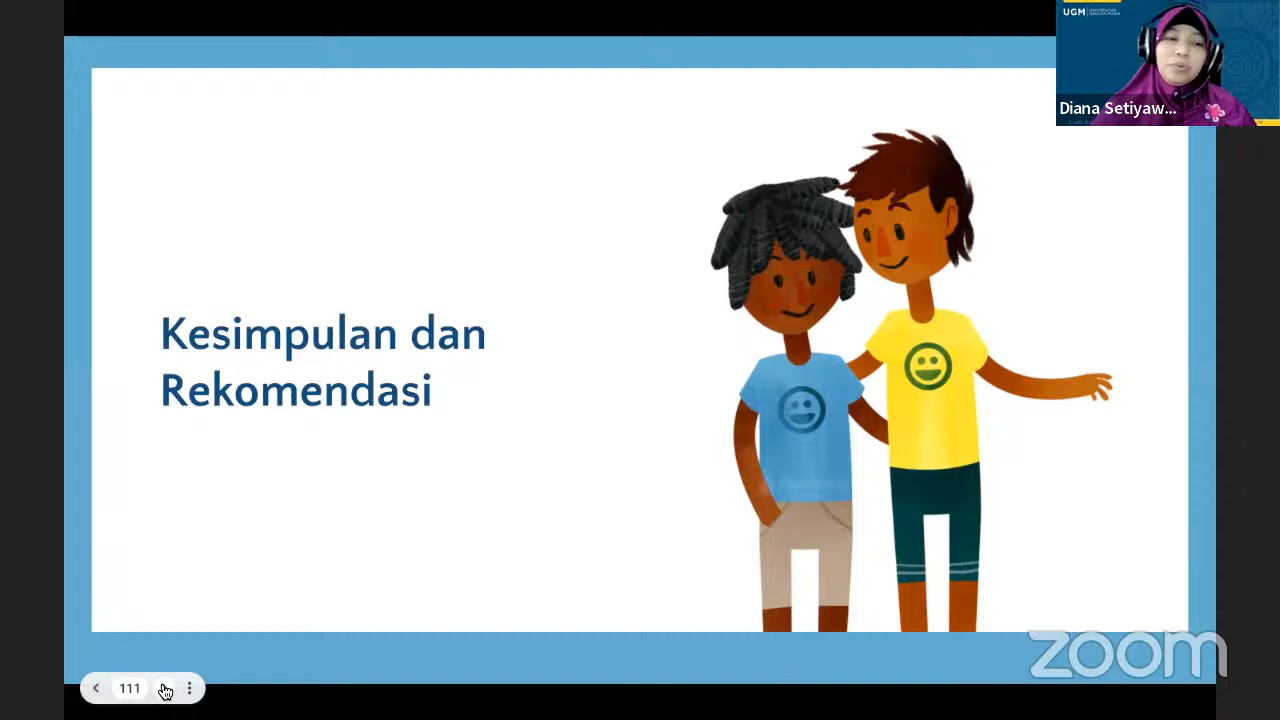 UGM
Diana Setiyaw...
Kesimpulan dan
Rekomendasi
zoom
111